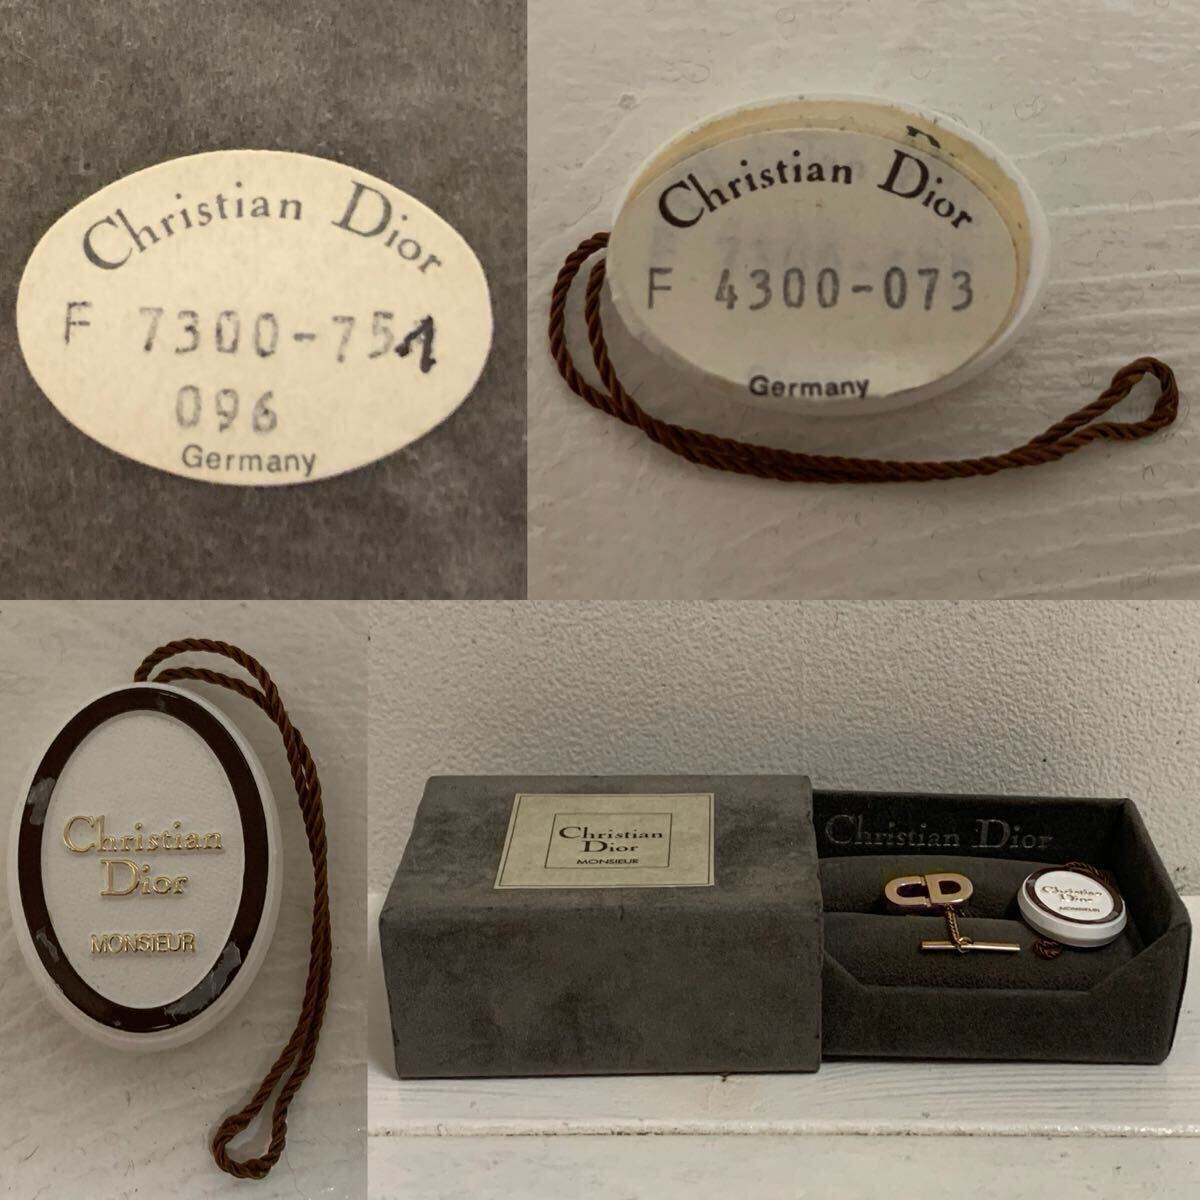 Christian Dior
F 7300-751
096
Germany
Christian Dior
F 4300-073
Germany
Christian
Dior
MONSIEUR
Christian
Dior
MONSIEUR
Christian Dior
CD
Christian
Dior
MONSIEUR